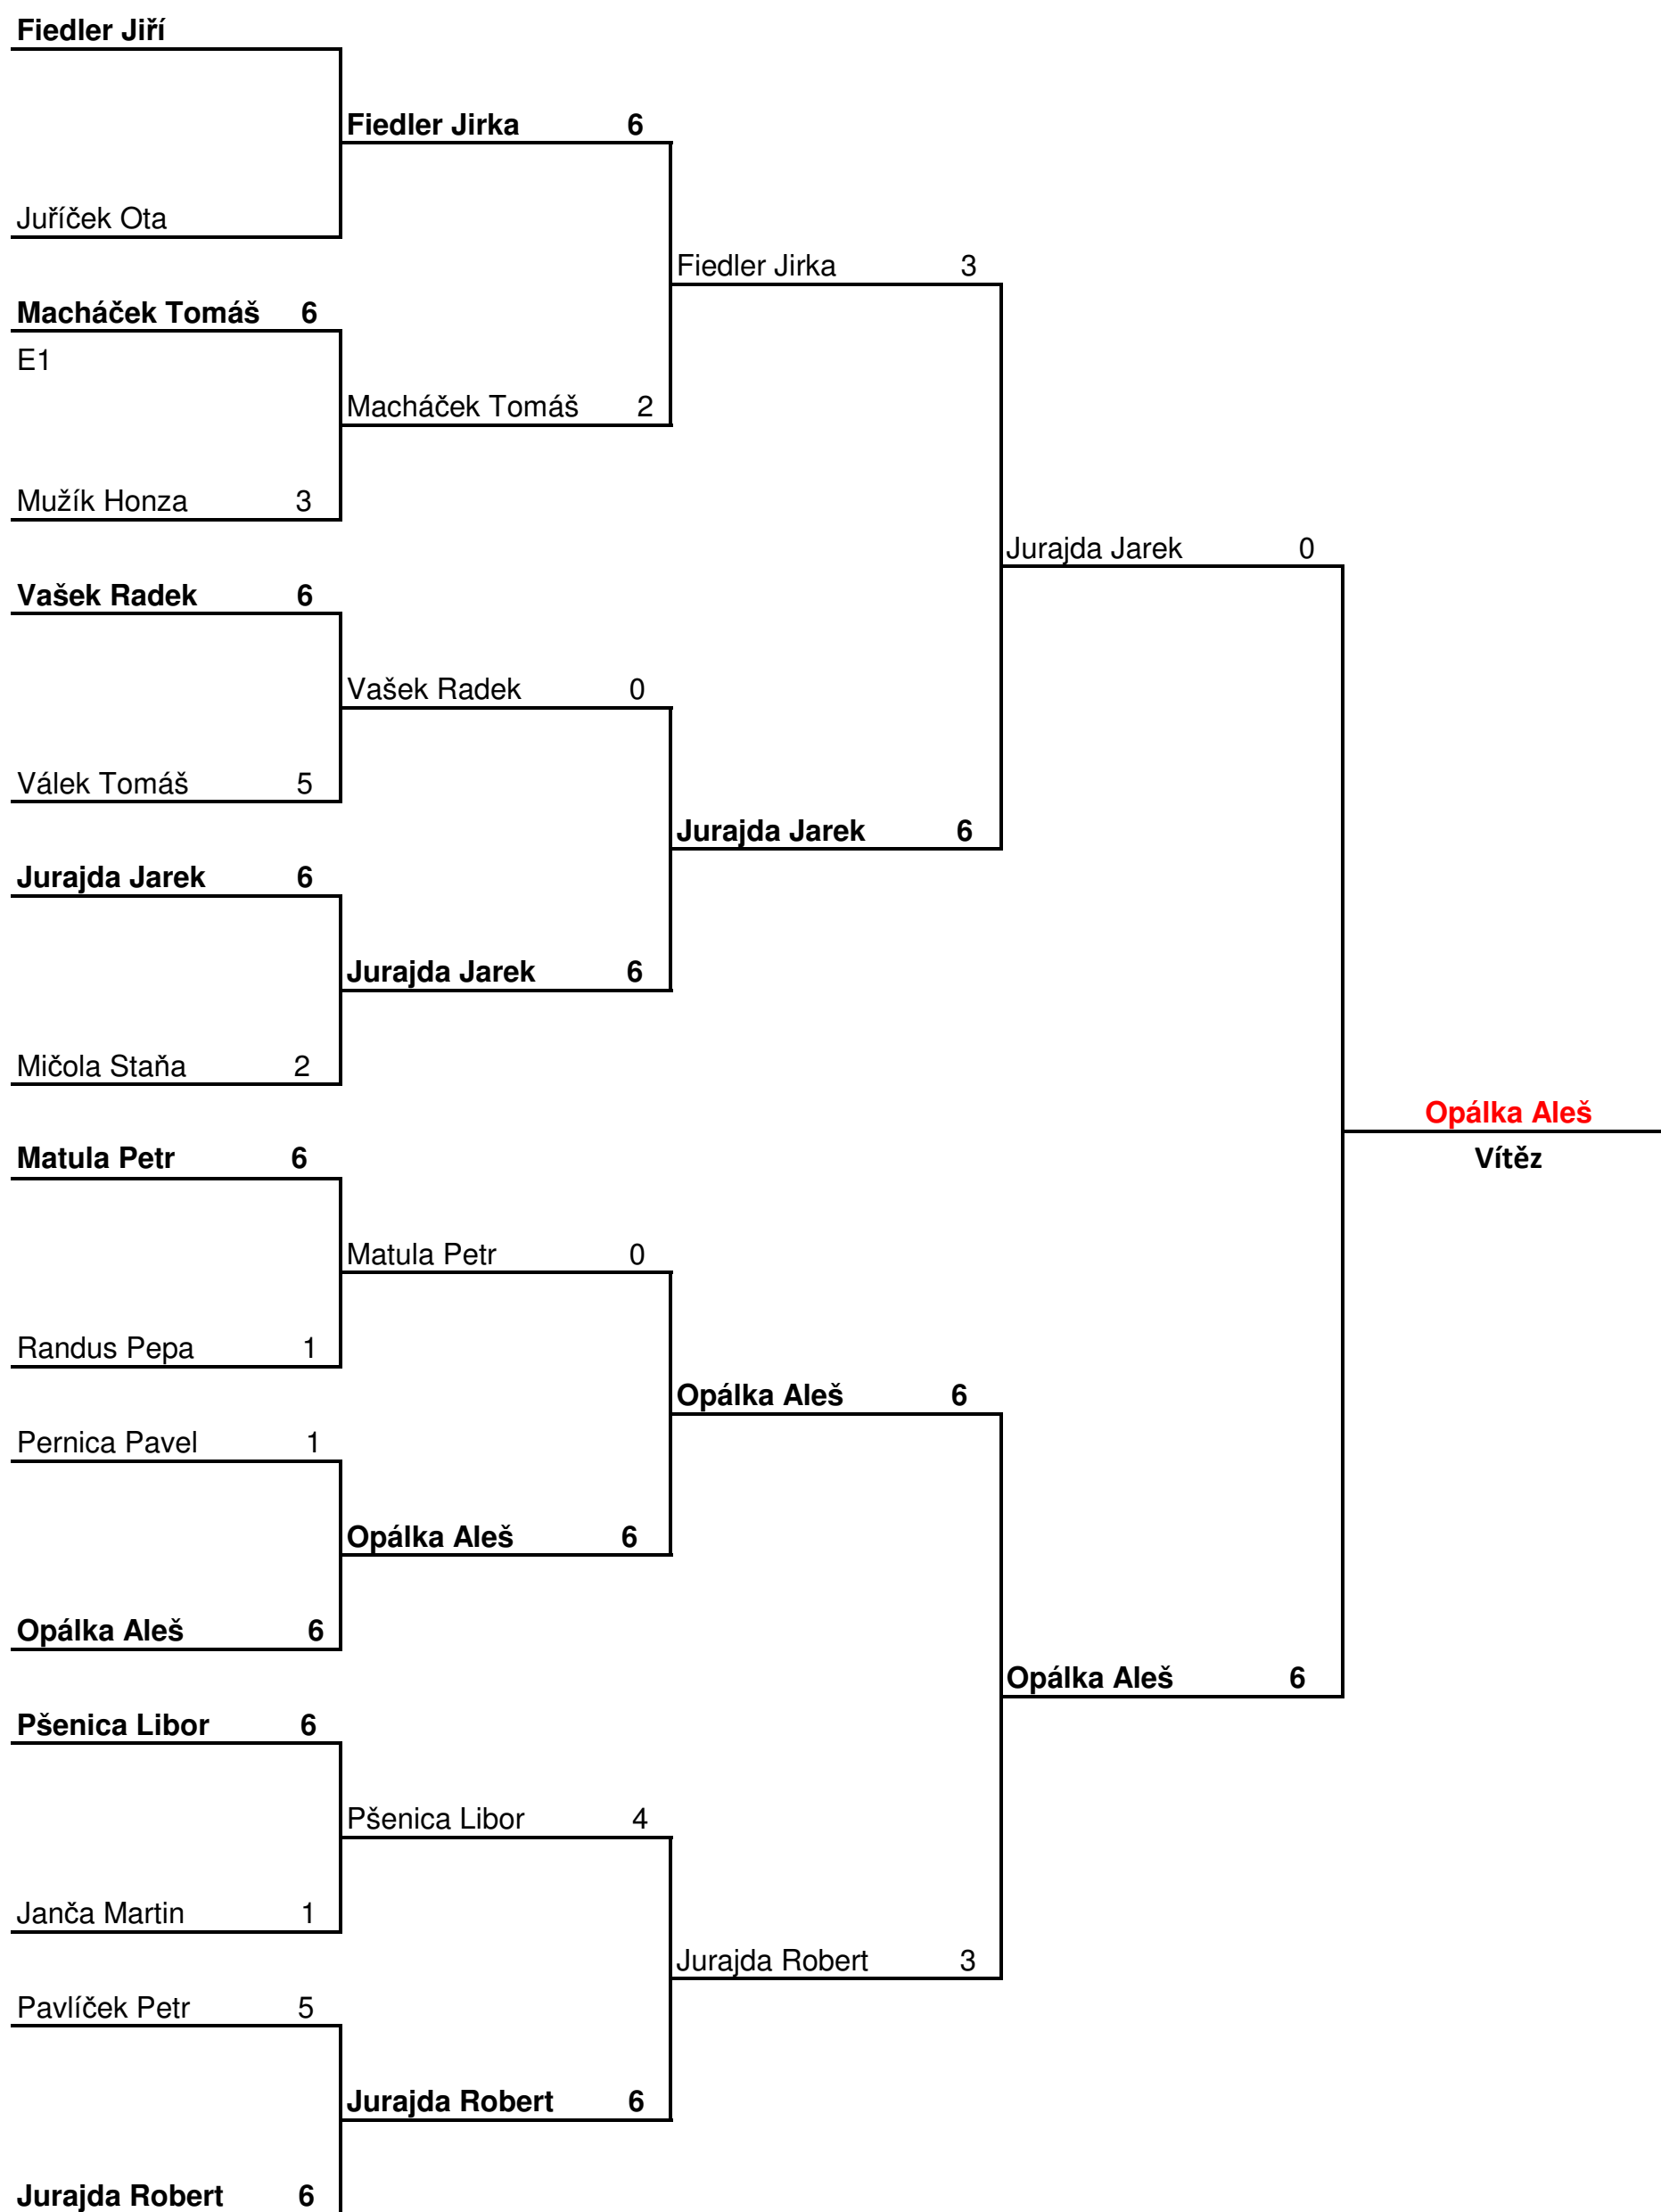 Fiedler Jiří
Fiedler Jirka 6
Juříček Ota
Fiedler Jirka 3
Macháček Tomáš 6
E1
Macháček Tomáš 2
Mužík Honza 3
Jurajda Jarek 0
Vašek Radek 6
Vašek Radek 0
Válek Tomáš 5
Jurajda Jarek 6
Jurajda Jarek 6
Jurajda Jarek 6
Mičola Staňa 2
Opálka Aleš
Matula Petr 6
Vítěz
Matula Petr 0
Randus Pepa 1
Opálka Aleš 6
Pernica Pavel 1
Opálka Aleš 6
Opálka Aleš 6
Opálka Aleš 6
Pšenica Libor 6
Pšenica Libor 4
Janča Martin 1
Jurajda Robert 3
Pavlíček Petr 5
Jurajda Robert 6
Jurajda Robert 6